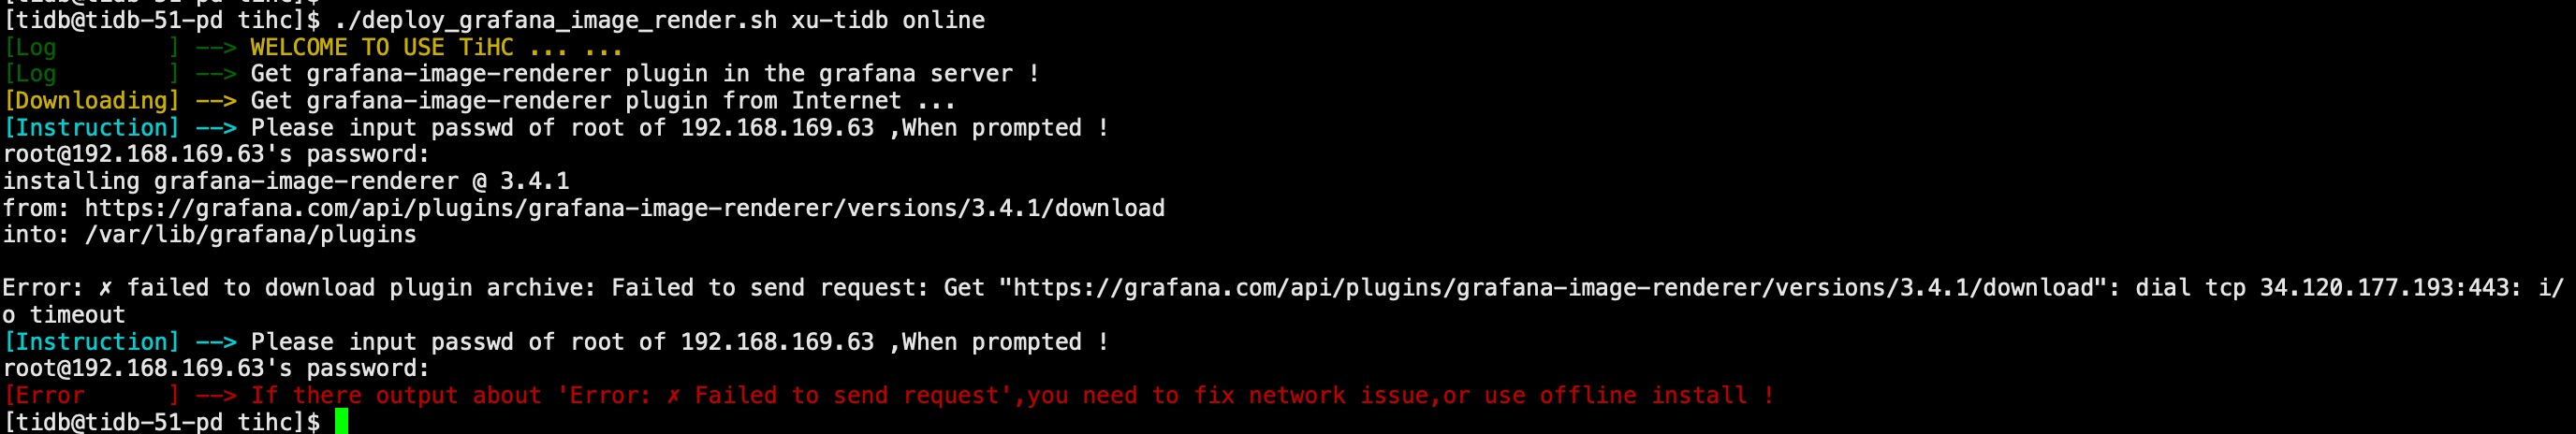 [tidb@tidb-51-pd tihc]$ ./deploy_grafana_image_render.sh xu-tidb online
[Log       ] --> WELCOME TO USE TiHC ... ...
[Log       ] --> Get grafana-image-renderer plugin in the grafana server !
[Downloading] --> Get grafana-image-renderer plugin from Internet ...
[Instruction] --> Please input passwd of root of 192.168.169.63 ,When prompted !
root@192.168.169.63's password:
installing grafana-image-renderer @ 3.4.1
from: https://grafana.com/api/plugins/grafana-image-renderer/versions/3.4.1/download
into: /var/lib/grafana/plugins
Error: ✗ failed to download plugin archive: Failed to send request: Get "https://grafana.com/api/plugins/grafana-image-renderer/versions/3.4.1/download": dial tcp 34.120.177.193:443: i/
o timeout
[Instruction] --> Please input passwd of root of 192.168.169.63 ,When prompted !
root@192.168.169.63's password:
[Error      ] --> If there output about 'Error: ✗ Failed to send request',you need to fix network issue,or use offline install !
[tidb@tidb-51-pd tihc]$